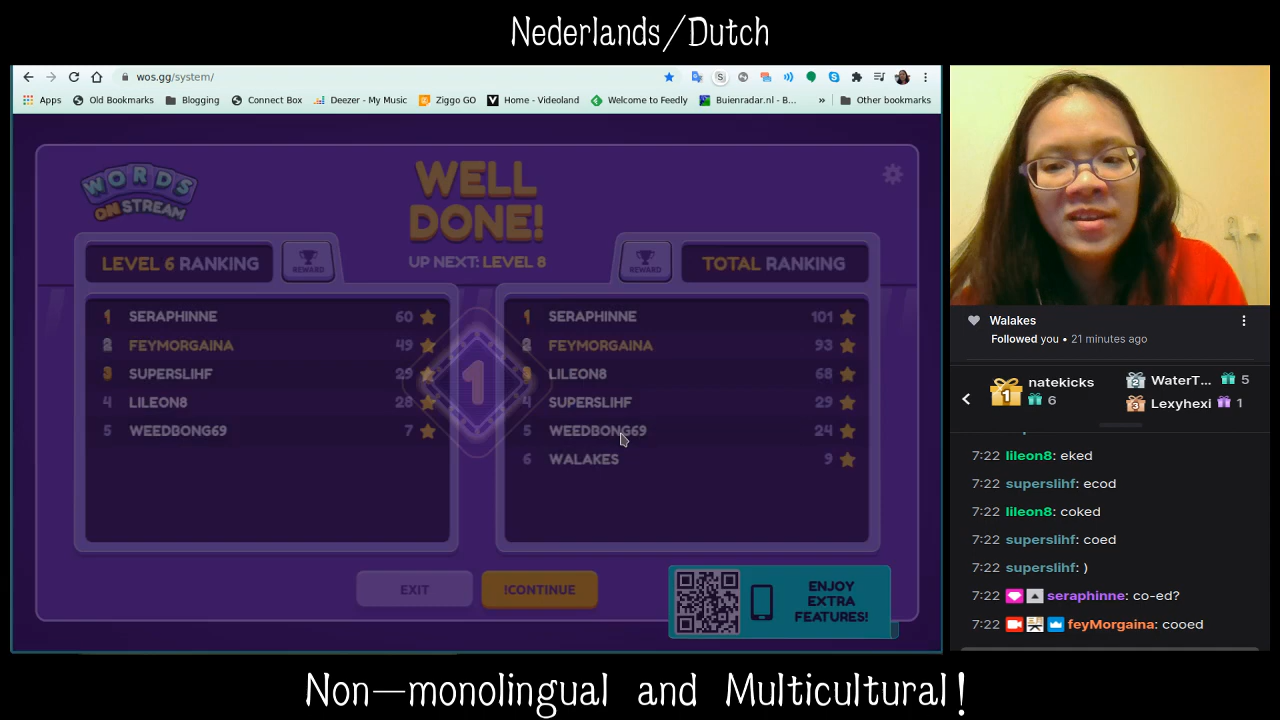 Nederlands/Dutch
wos.gg/system/
Apps Old Bookmarks Blogging Connect Box Deezer - My Music Ziggo GO Home - Videoland Welcome to Feedly Buienradar.nl - B... » Other bookmarks
WORDS
ON STREAM
WELL
DONE!
UP NEXT: LEVEL 8
LEVEL 6 RANKING
REWARD
1 SERAPHINNE 60
2 FEYMORGAINA 49
3 SUPERSLIHF 29
4 LILEON8 28
5 WEEDBONG69 7
1
REWARD
TOTAL RANKING
1 SERAPHINNE 101
2 FEYMORGAINA 93
3 LILEON8 68
4 SUPERSLIHF 29
5 WEEDBONG69 24
6 WALAKES 9
EXIT
!CONTINUE
ENJOY
EXTRA
FEATURES!
Walakes
Followed you • 21 minutes ago
1 natekicks
6
2 WaterT... 5
3 Lexyhexi 1
7:22 lileon8: eked
7:22 superslihf: ecod
7:22 lileon8: coked
7:22 superslihf: coed
7:22 superslihf: )
7:22 seraphinne: co-ed?
7:22 feyMorgaina: cooed
Non-monolingual and Multicultural!